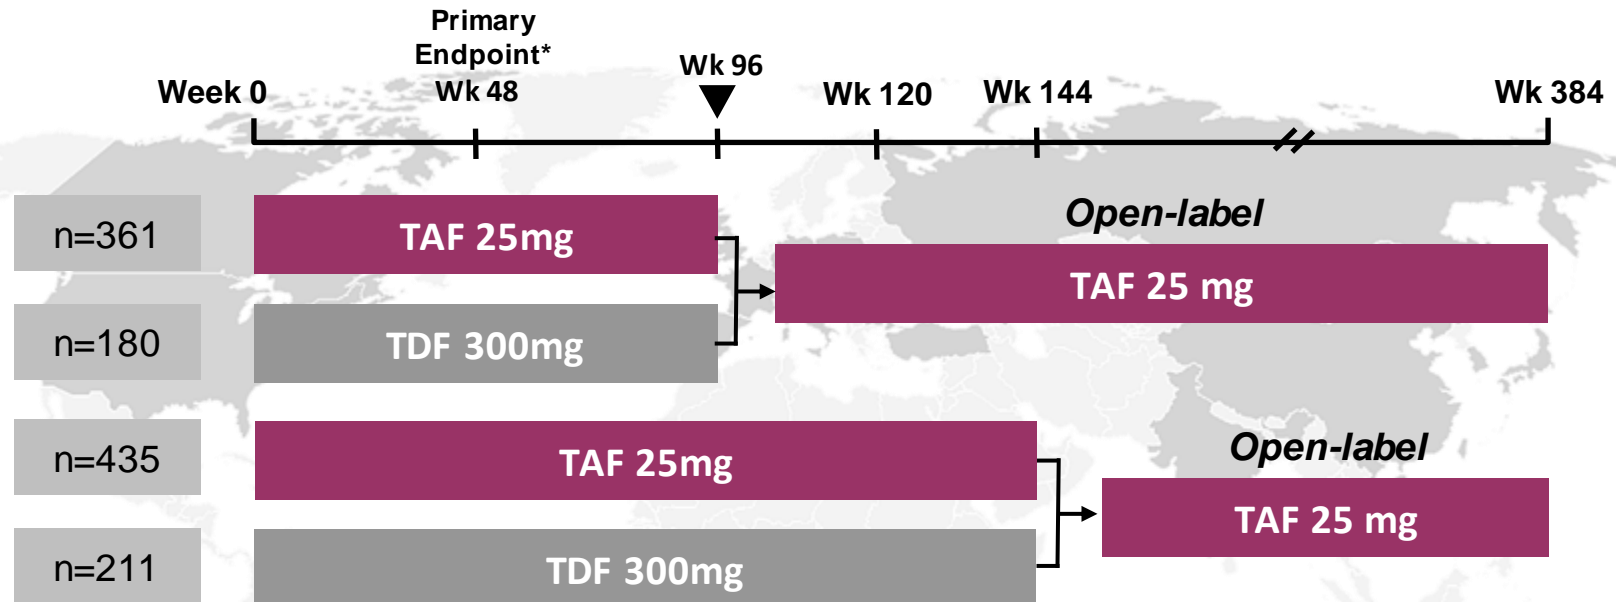 Primary
Endpoint*
Week 0
Wk 48
Wk 96
Wk 120
Wk 144
Wk 384
n=361
TAF 25mg
Open-label
TAF 25 mg
n=180
TDF 300mg
n=435
TAF 25mg
Open-label
TAF 25 mg
n=211
TDF 300mg